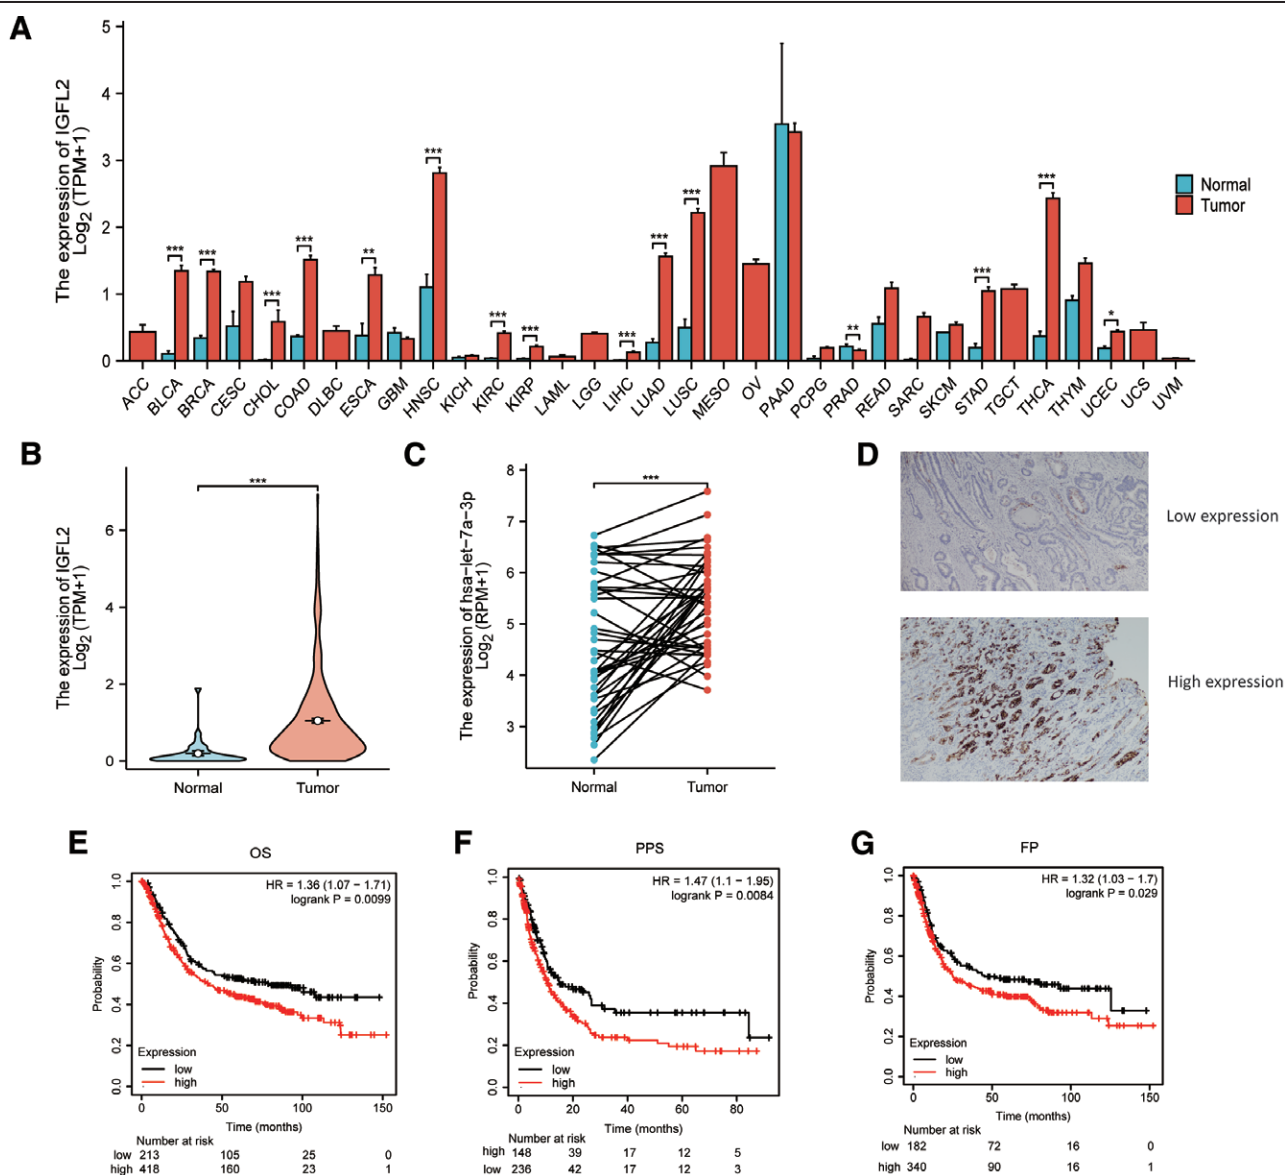 A
The expression of IGFL2
Log2 (TPM+1)
5
4
3
2
1
0
*** *** *** *** ** *** *** *** *** *** *** ** *** *** *
Normal
Tumor
ACC BLCA BRCA CESC CHOL COAD DLBC ESCA GBM HNSC KICH KIRC KIRP LAML LGG LIHC LUAD LUSC MESO OV PAAD PCPG PRAD READ SARC SKCM STAD TGCT THCA THYM UCEC UCS UVM
B
The expression of IGFL2
Log2 (TPM+1)
6
4
2
0
***
Normal Tumor
C
The expression of hsa−let−7a−3p
Log2 (RPM+1)
8
7
6
5
4
3
***
Normal Tumor
D
Low expression
High expression
E
OS
HR = 1.36 (1.07 − 1.71)
logrank P = 0.0099
Probability
1.0
0.8
0.6
0.4
0.2
0.0
Expression
low
high
0 50 100 150
Time (months)
Number at risk
low 213 105 25 0
high 418 160 23 1
F
PPS
HR = 1.47 (1.1 − 1.95)
logrank P = 0.0084
Probability
1.0
0.8
0.6
0.4
0.2
0.0
Expression
low
high
0 20 40 60 80
Time (months)
Number at risk
high 148 39 17 12 5
low 236 42 17 12 3
G
FP
HR = 1.32 (1.03 − 1.7)
logrank P = 0.029
Probability
1.0
0.8
0.6
0.4
0.2
0.0
Expression
low
high
0 50 100 150
Time (months)
Number at risk
low 182 72 16 0
high 340 90 16 1